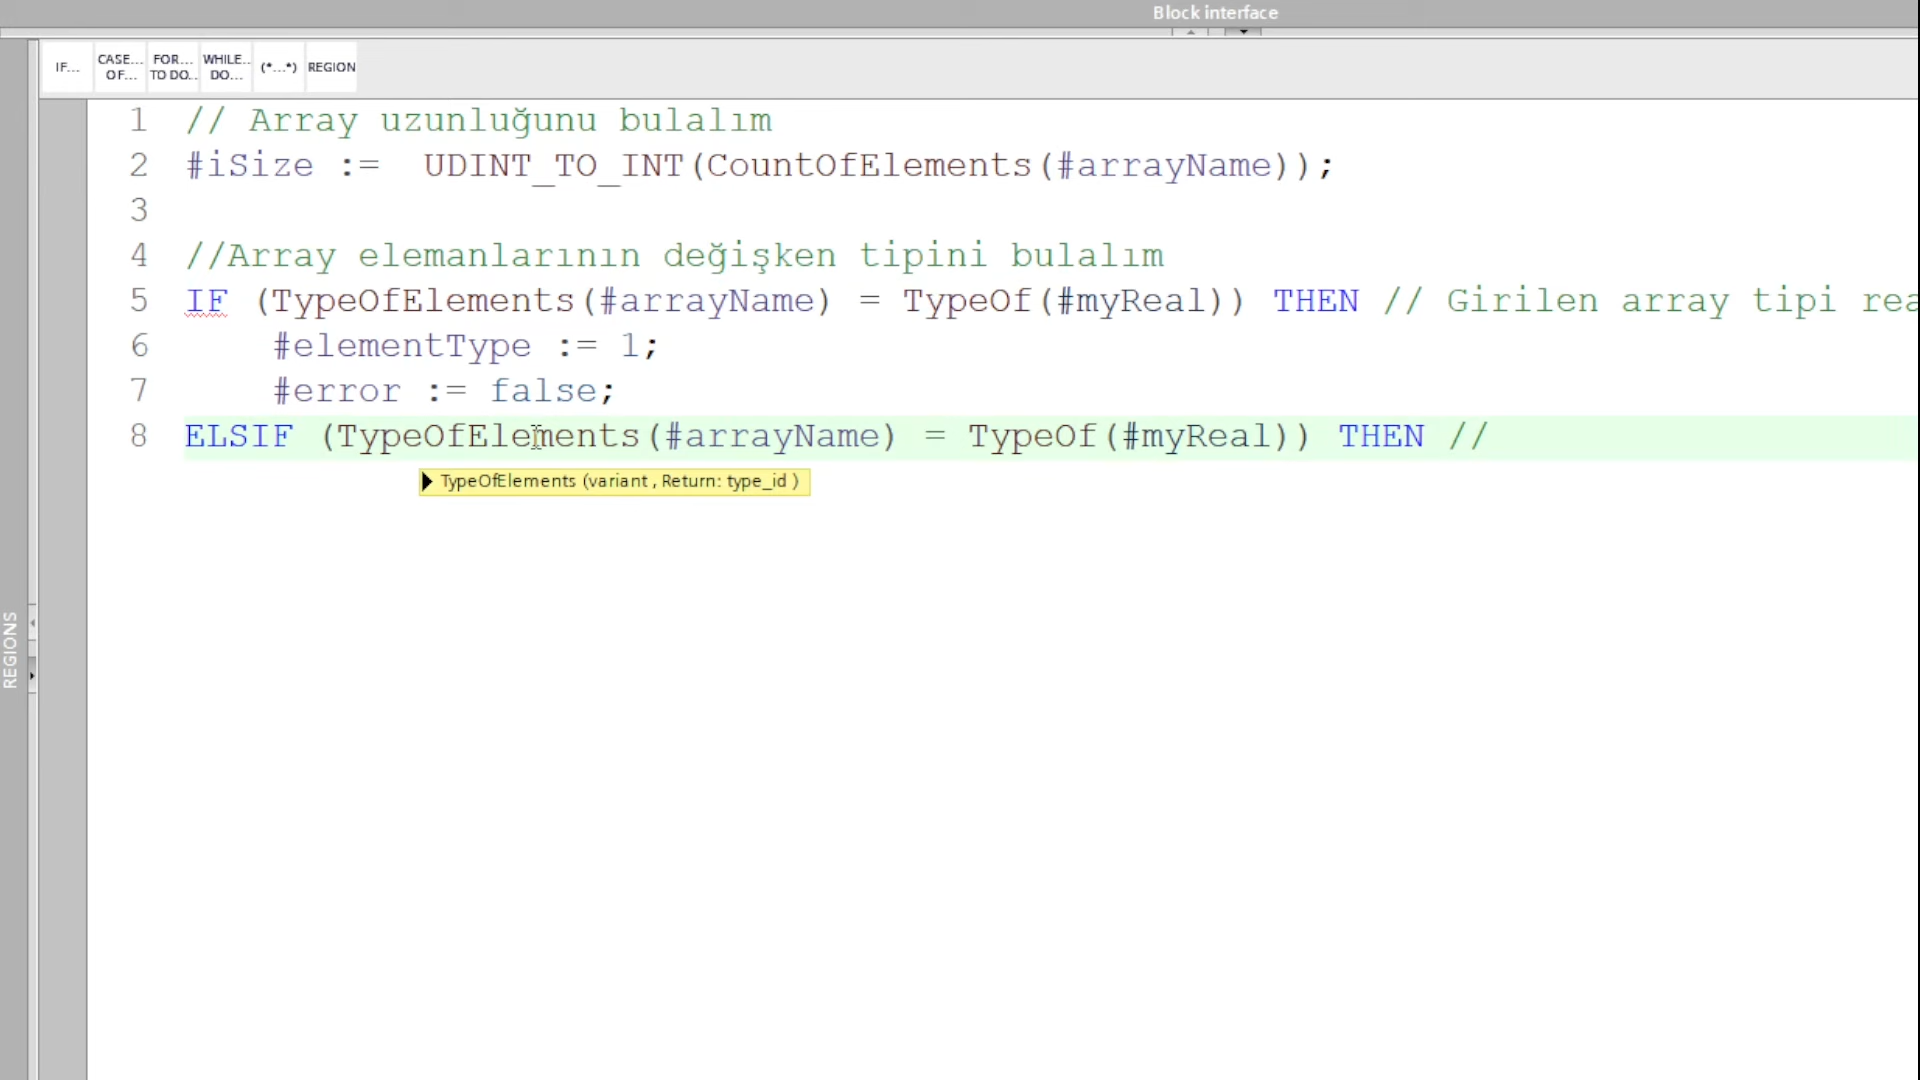 Block interface
IF... CASE... OF... FOR... TO DO... WHILE.. DO... (*...*) REGION
1 // Array uzunluğunu bulalım
2 #iSize := UDINT_TO_INT(CountOfElements(#arrayName));
3
4 //Array elemanlarının değişken tipini bulalım
5 IF (TypeOfElements(#arrayName) = TypeOf(#myReal)) THEN // Girilen array tipi rea
6 #elementType := 1;
7 #error := false;
8 ELSIF (TypeOfElements(#arrayName) = TypeOf(#myReal)) THEN //
TypeOfElements (variant , Return: type_id )
REGIONS